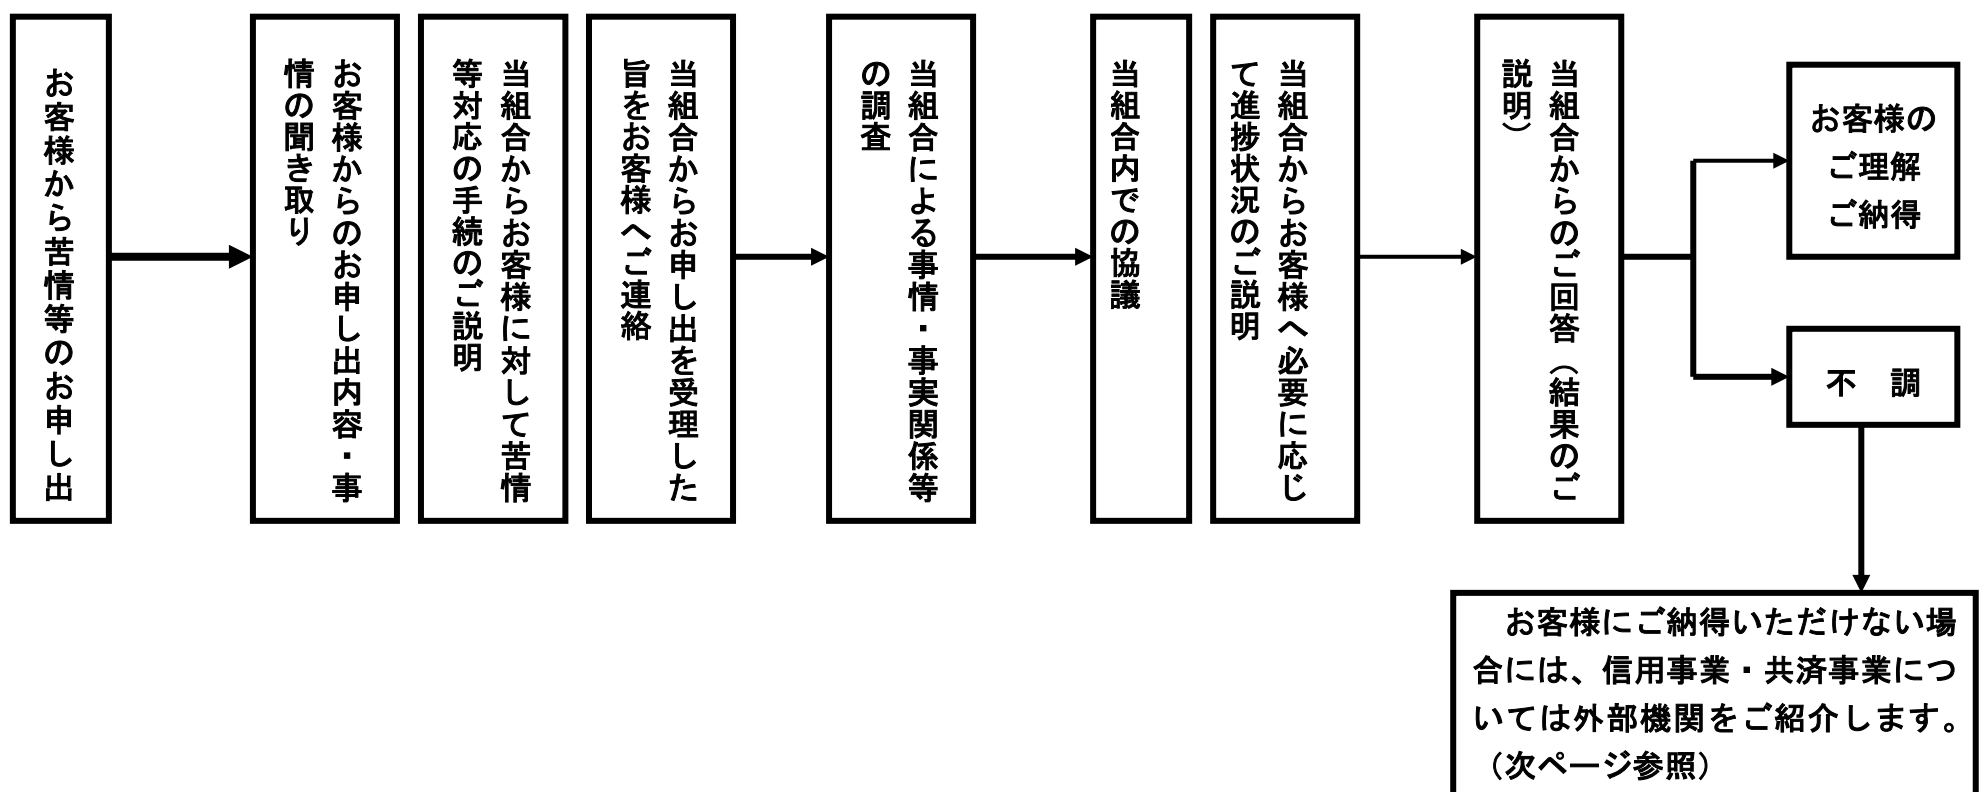 お客様から苦情等のお申し出
お客様からのお申し出内容・事
情の聞き取り
当組合からお客様に対して苦情
等対応の手続のご説明
当組合からお申し出を受理した
旨をお客様へご連絡
当組合による事情・事実関係等
の調査
当組合内での協議
当組合からお客様へ必要に応じ
て進捗状況のご説明
当組合からのご回答（結果のご
説明）
お客様の
ご理解
ご納得
不　調
お客様にご納得いただけない場
合には、信用事業・共済事業につ
いては外部機関をご紹介します。
（次ページ参照）